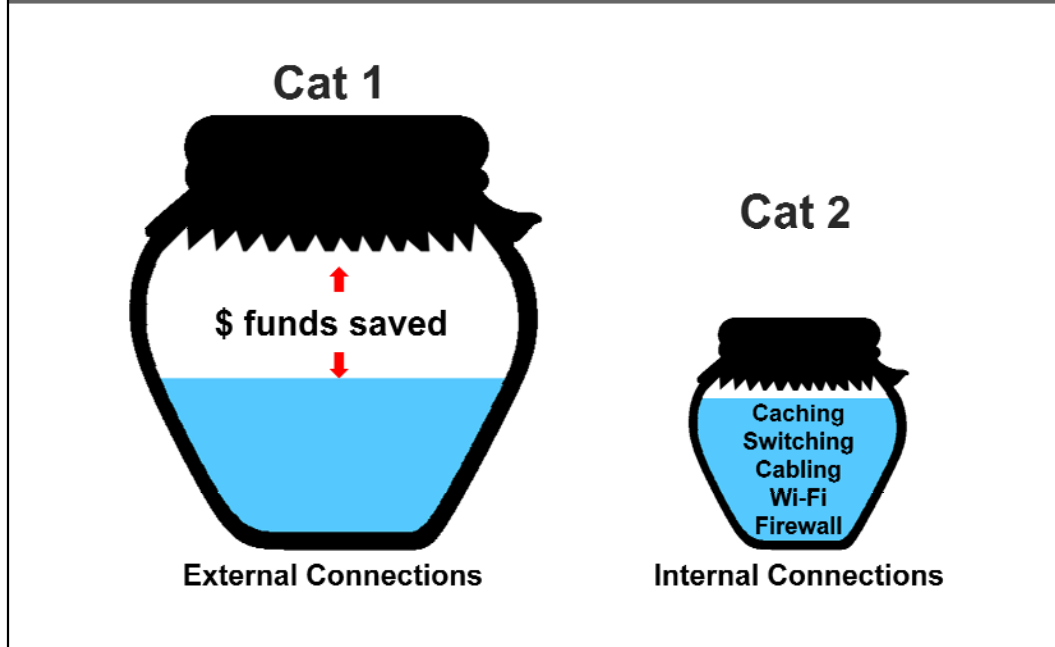 Cat 1
$ funds saved
External Connections
Cat 2
Caching
Switching
Cabling
Wi-Fi
Firewall
Internal Connections